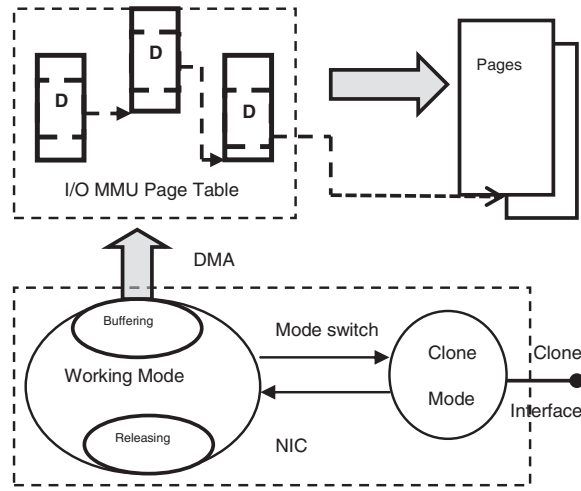 D
D
D
Pages
I/O MMU Page Table
DMA
Buffering
Mode switch
Clone
Clone
Working Mode
Mode
Interface
Releasing
NIC